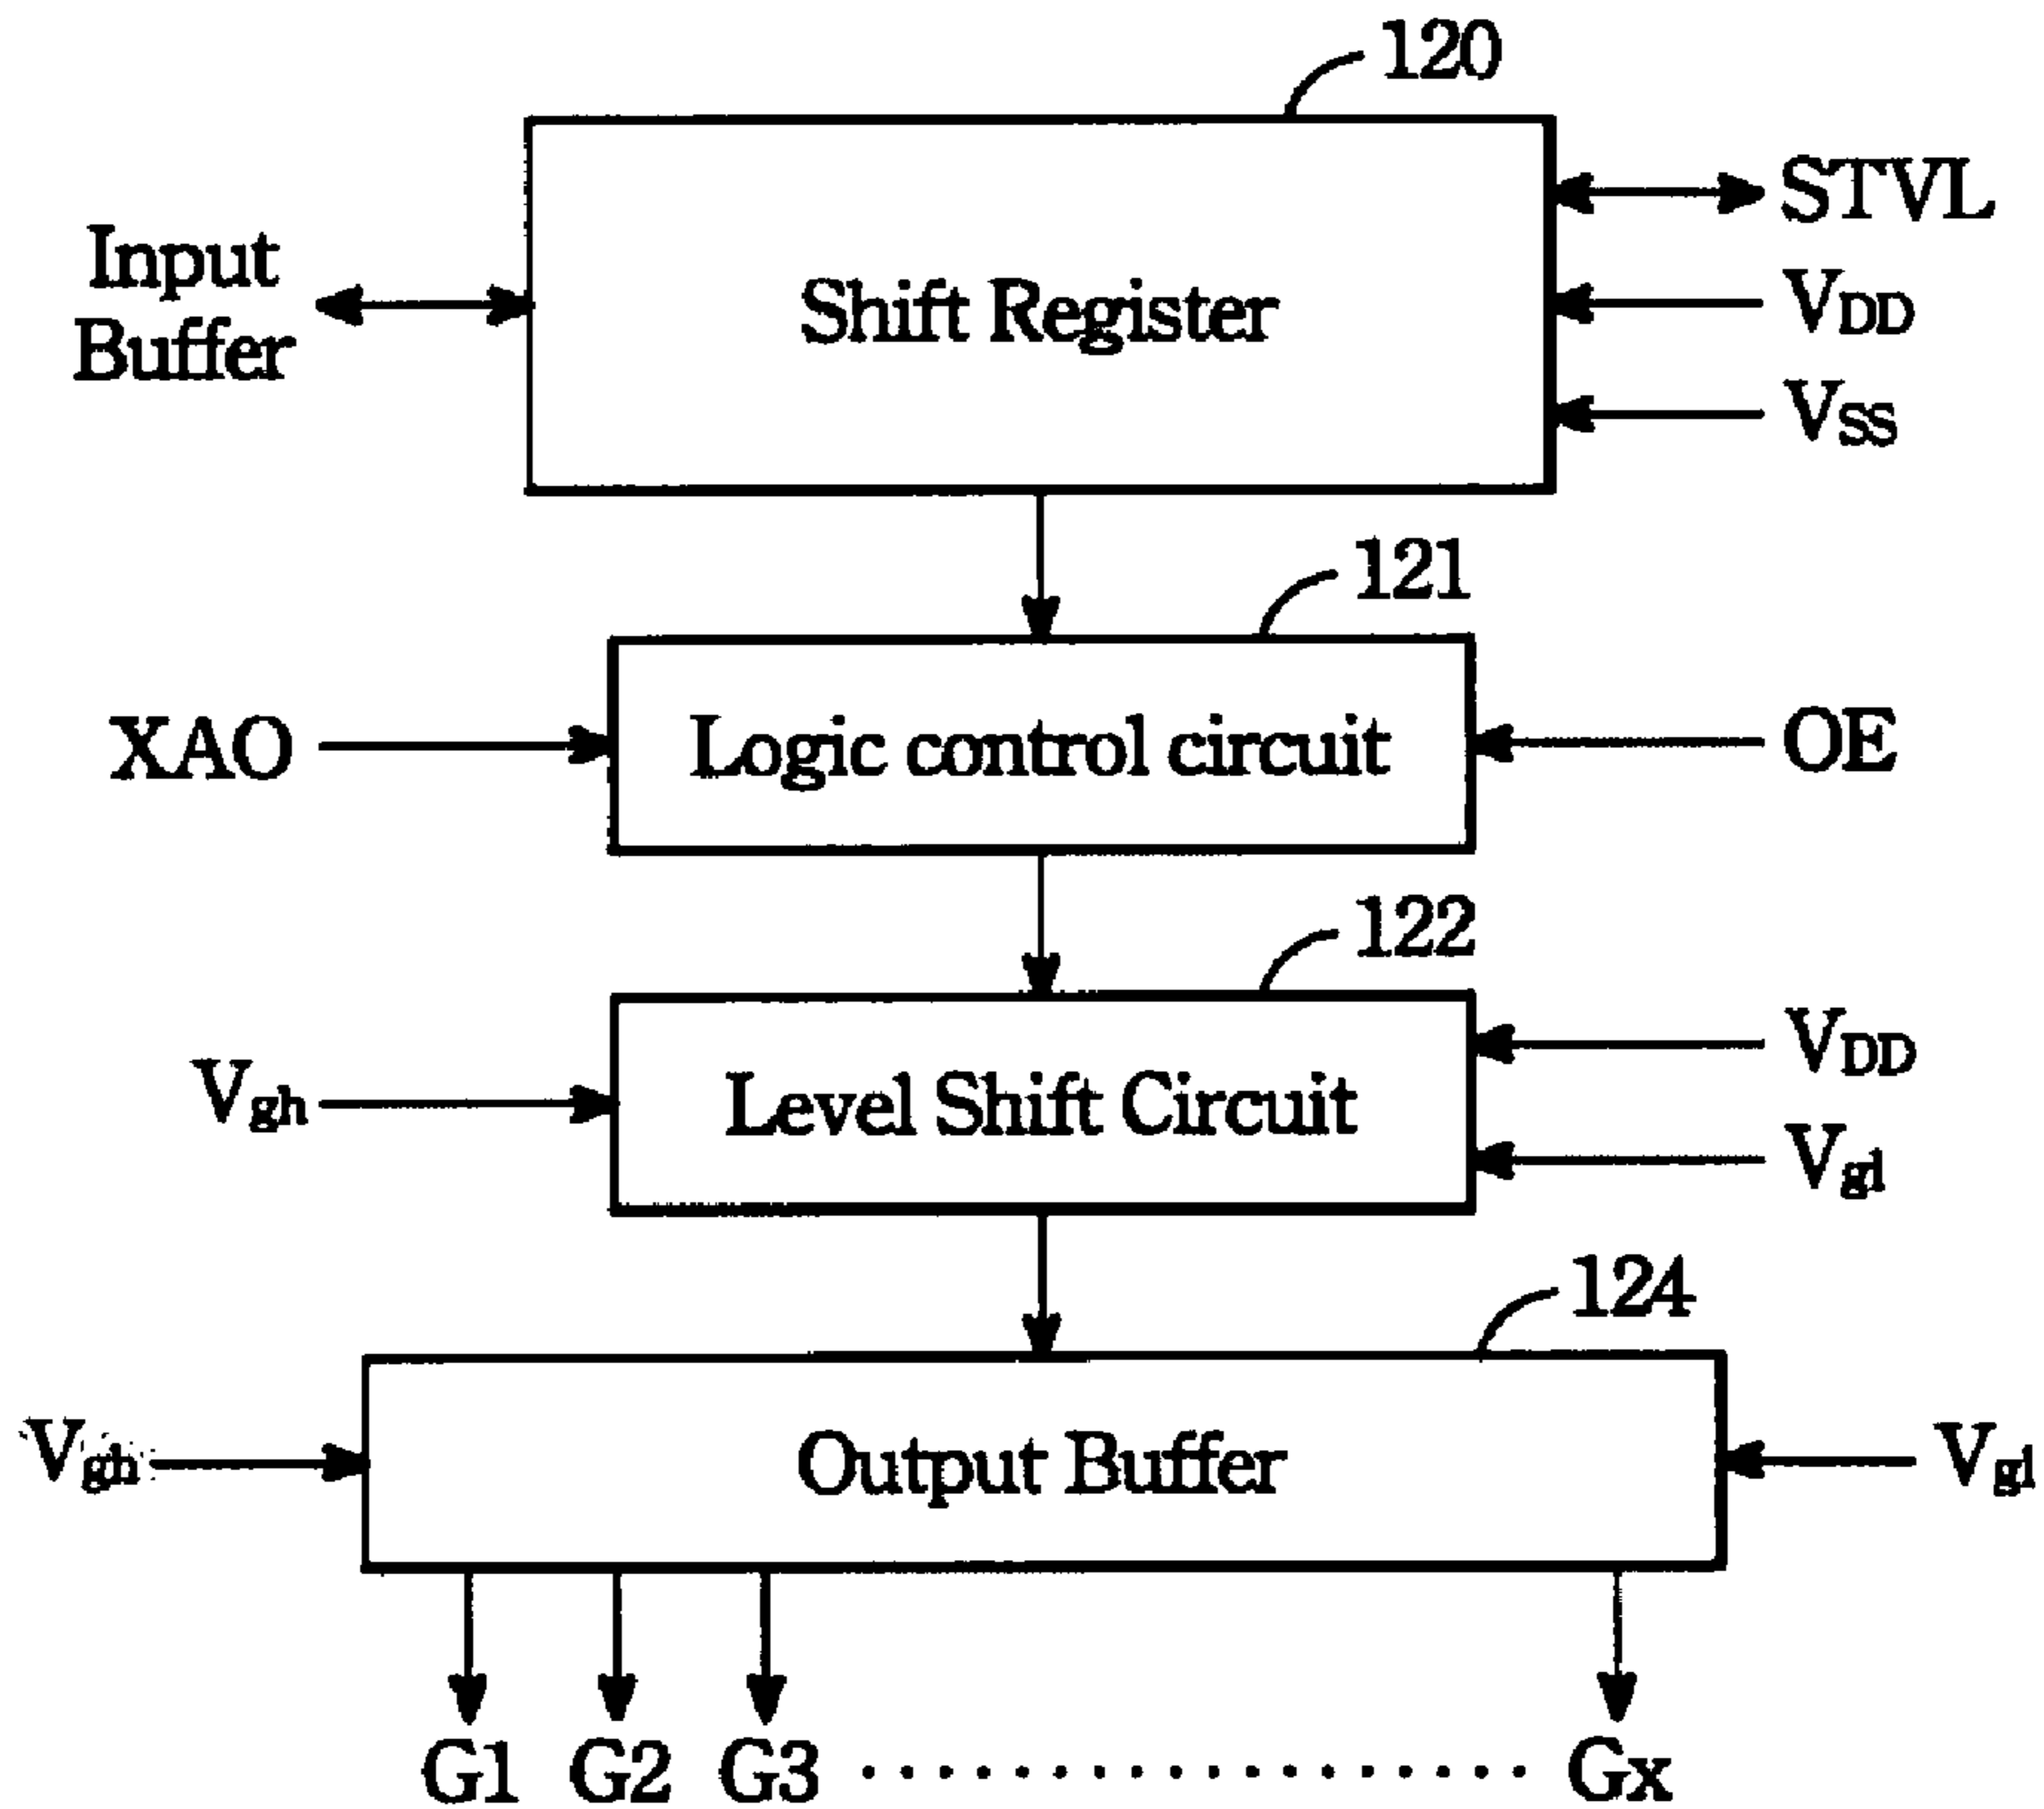 120
STVL
Input
Buffer
Shift Register
VDD
VSS
121
XAO
Logic control circuit
OE
122
Vgh
Level Shift Circuit
VDD
Vgl
124
Vgh
Output Buffer
Vgl
G1 G2 G3 .................. Gx